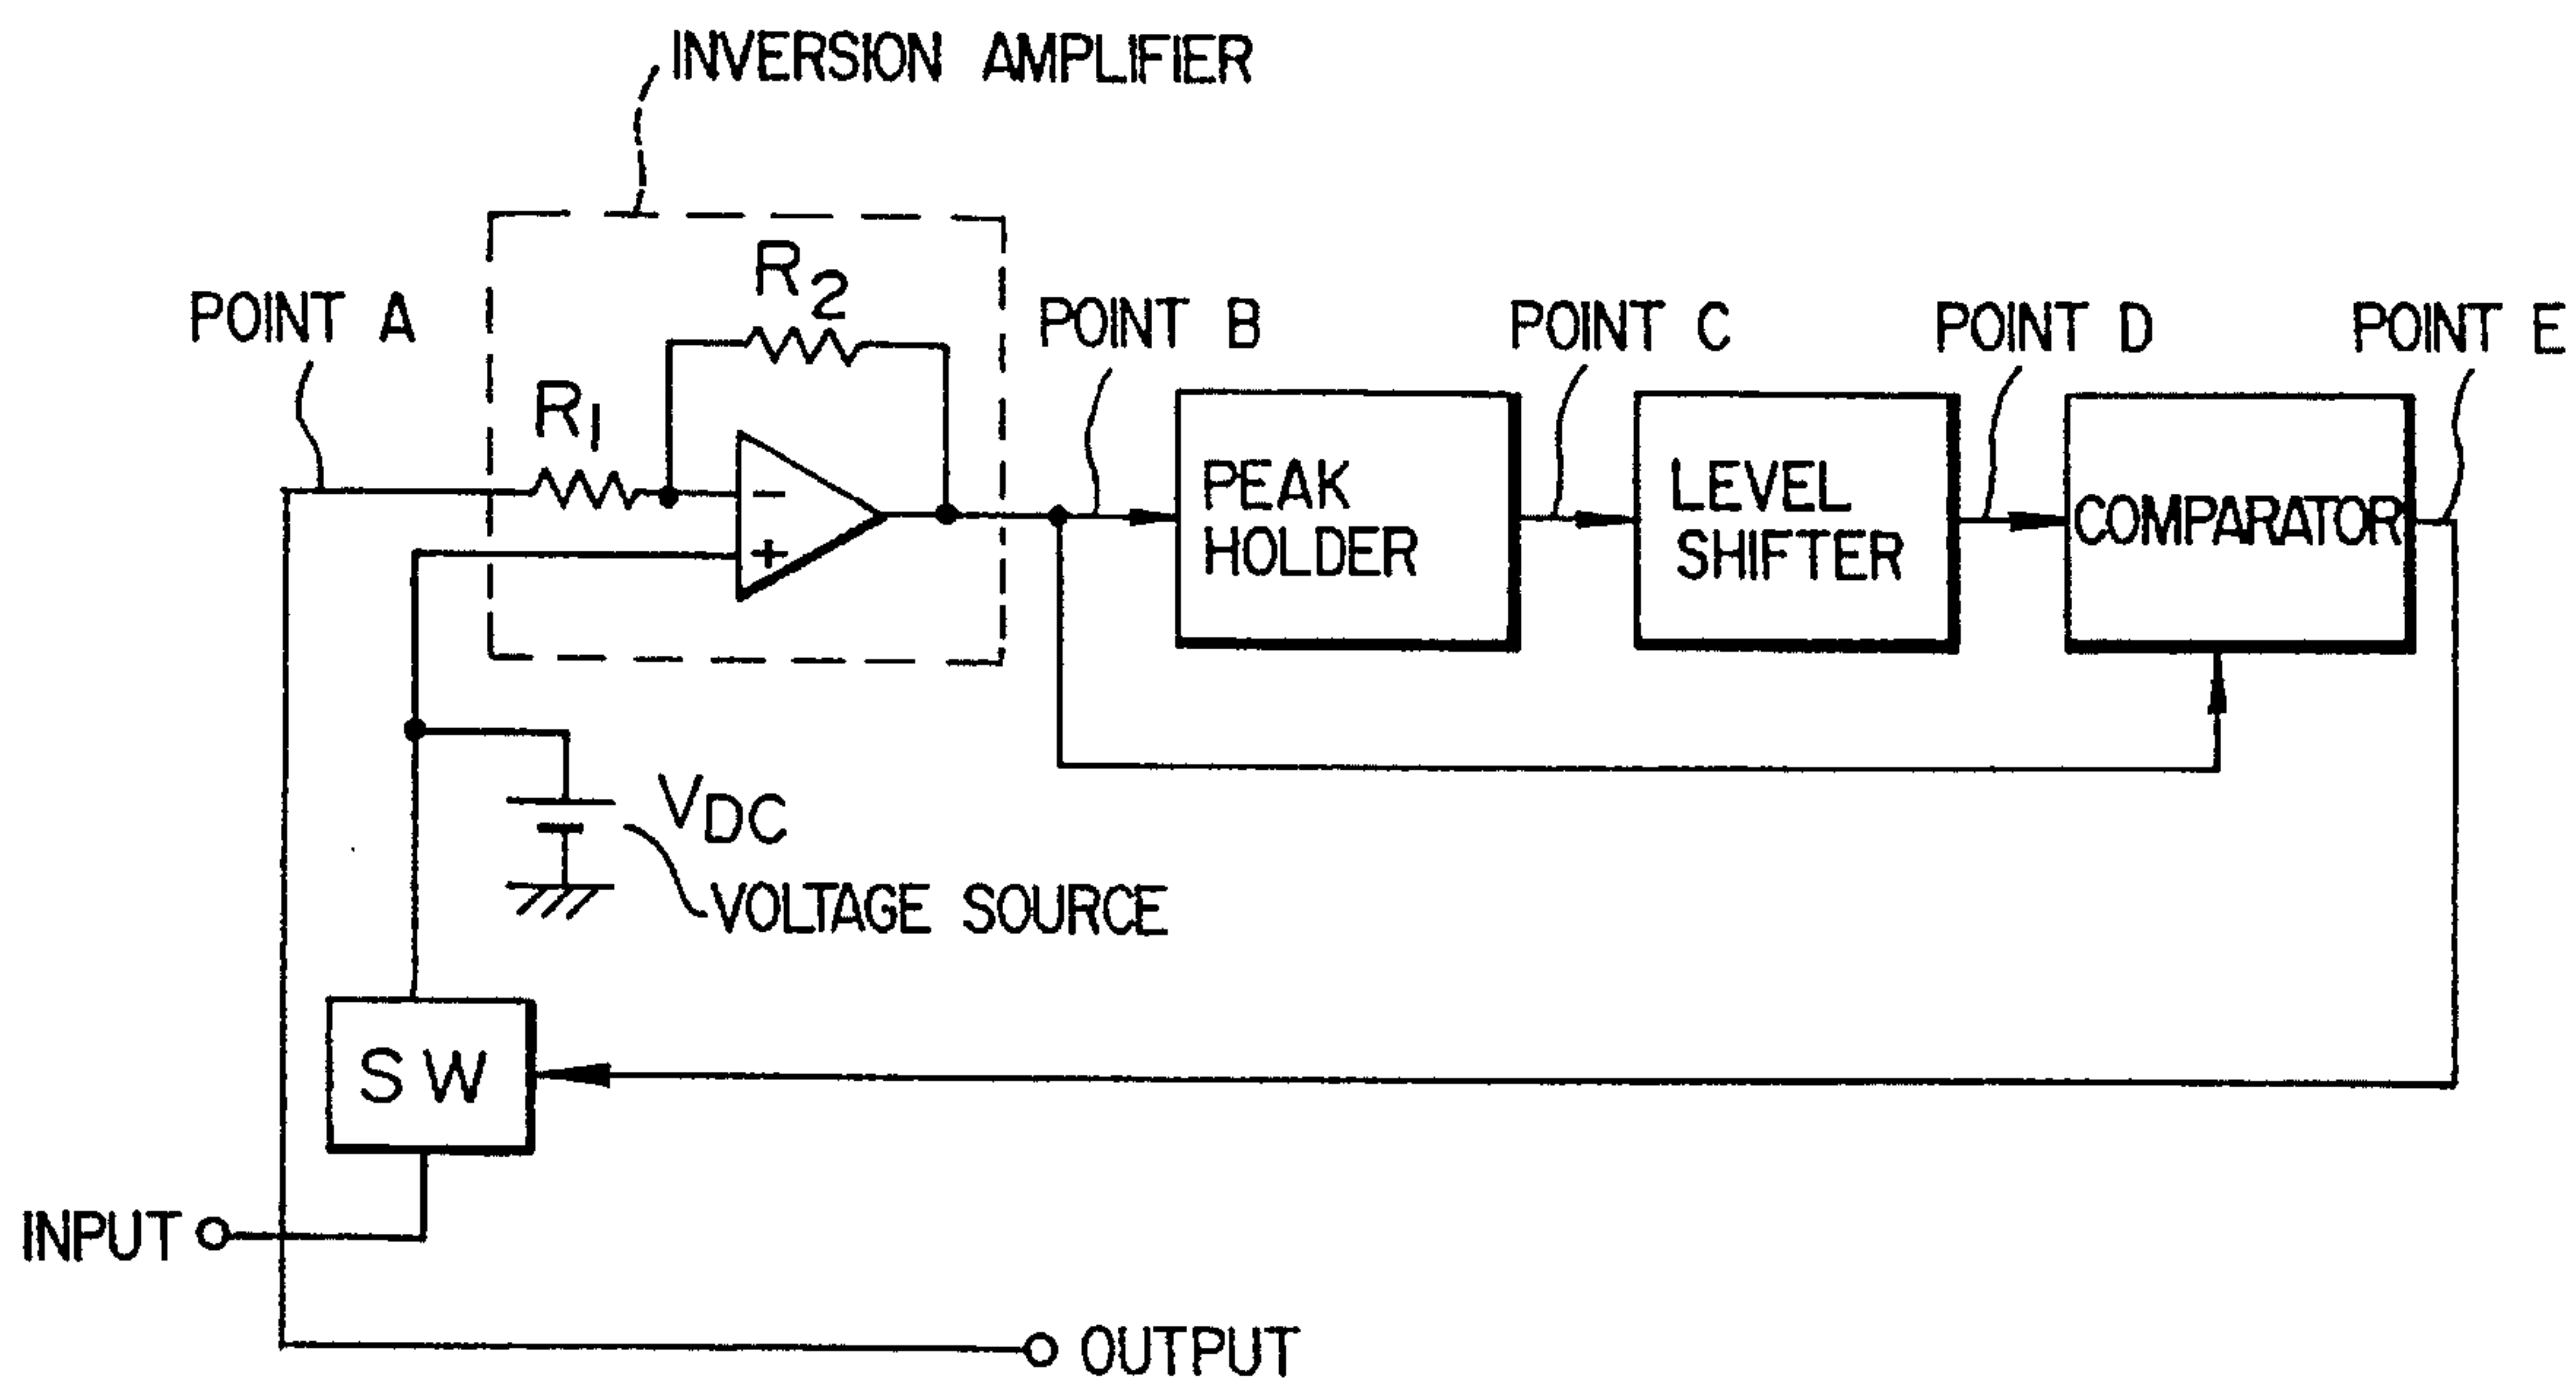 INVERSION AMPLIFIER
R2
POINT A
POINT B
POINT C
POINT D
POINT E
R1
−
+
PEAK
HOLDER
LEVEL
SHIFTER
COMPARATOR
VDC
VOLTAGE SOURCE
SW
INPUT
OUTPUT